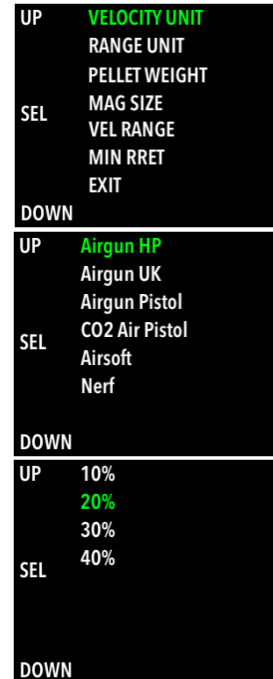 UP VELOCITY UNIT
RANGE UNIT
PELLET WEIGHT
SEL MAG SIZE
VEL RANGE
MIN RRET
EXIT
DOWN
UP Airgun HP
Airgun UK
Airgun Pistol
SEL CO2 Air Pistol
Airsoft
Nerf
DOWN
UP 10%
20%
30%
SEL 40%
DOWN